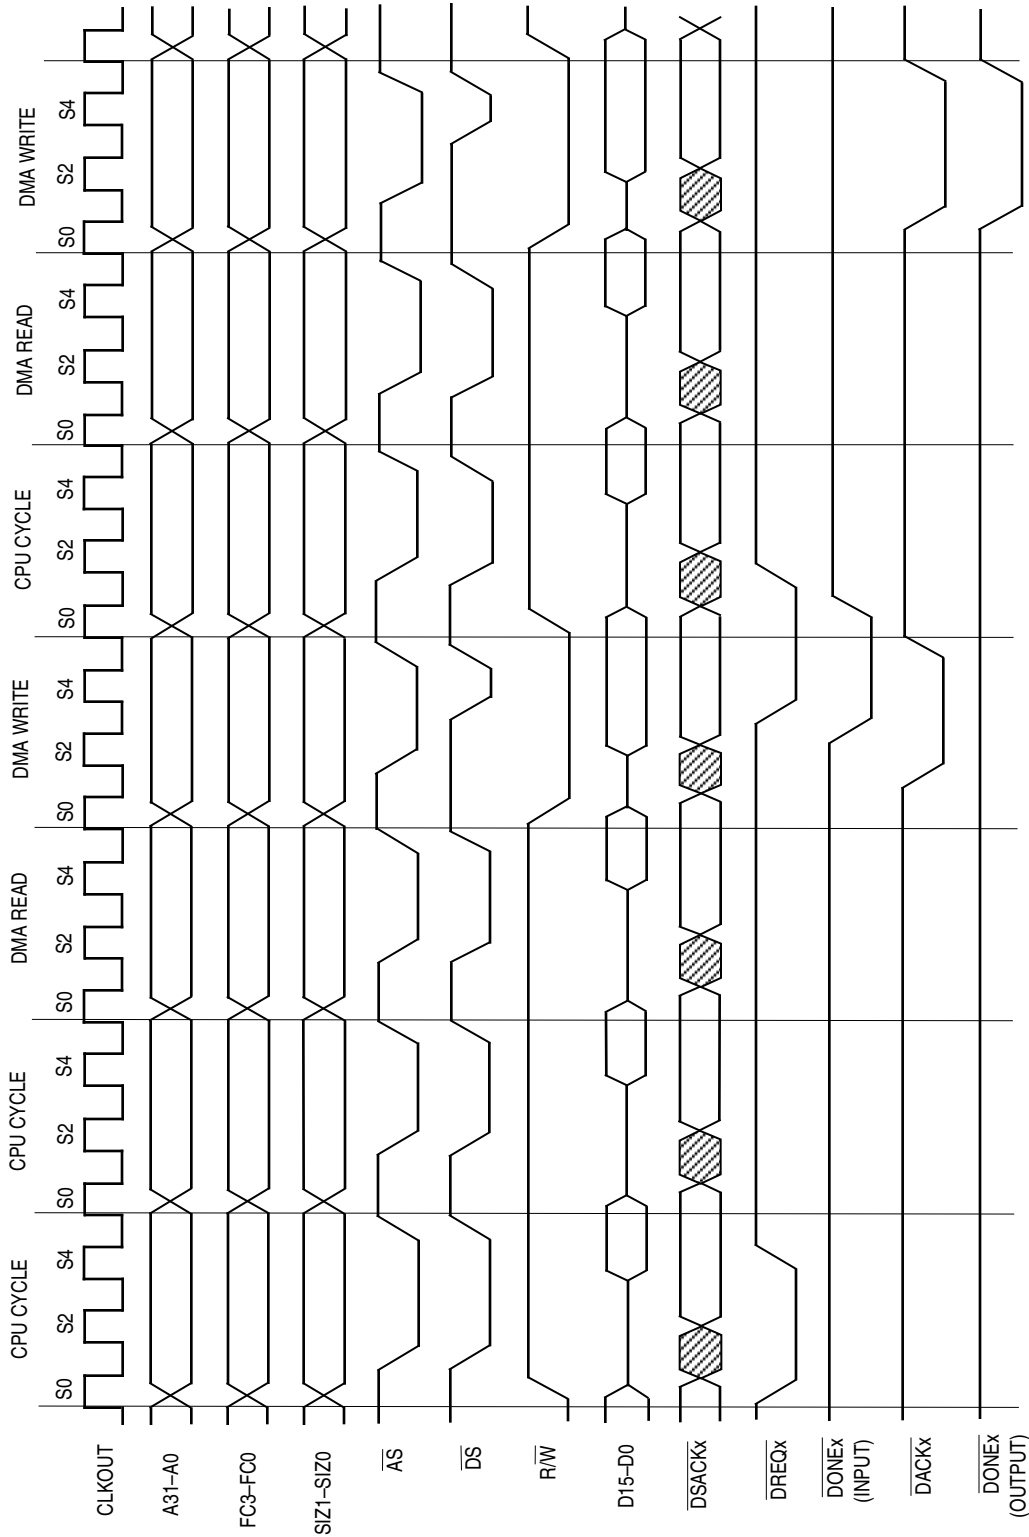 CPU CYCLE
CPU CYCLE
DMA READ
DMA WRITE
CPU CYCLE
DMA READ
DMA WRITE
S0 S2 S4 S0 S2 S4 S0 S2 S4 S0 S2 S4 S0 S2 S4 S0 S2 S4 S0 S2 S4
CLKOUT
A31–A0
FC3–FC0
SIZ1–SIZ0
AS
DS
R/W
D15–D0
DSACKx
DREQx
DONEx
(INPUT)
DACKx
DONEx
(OUTPUT)